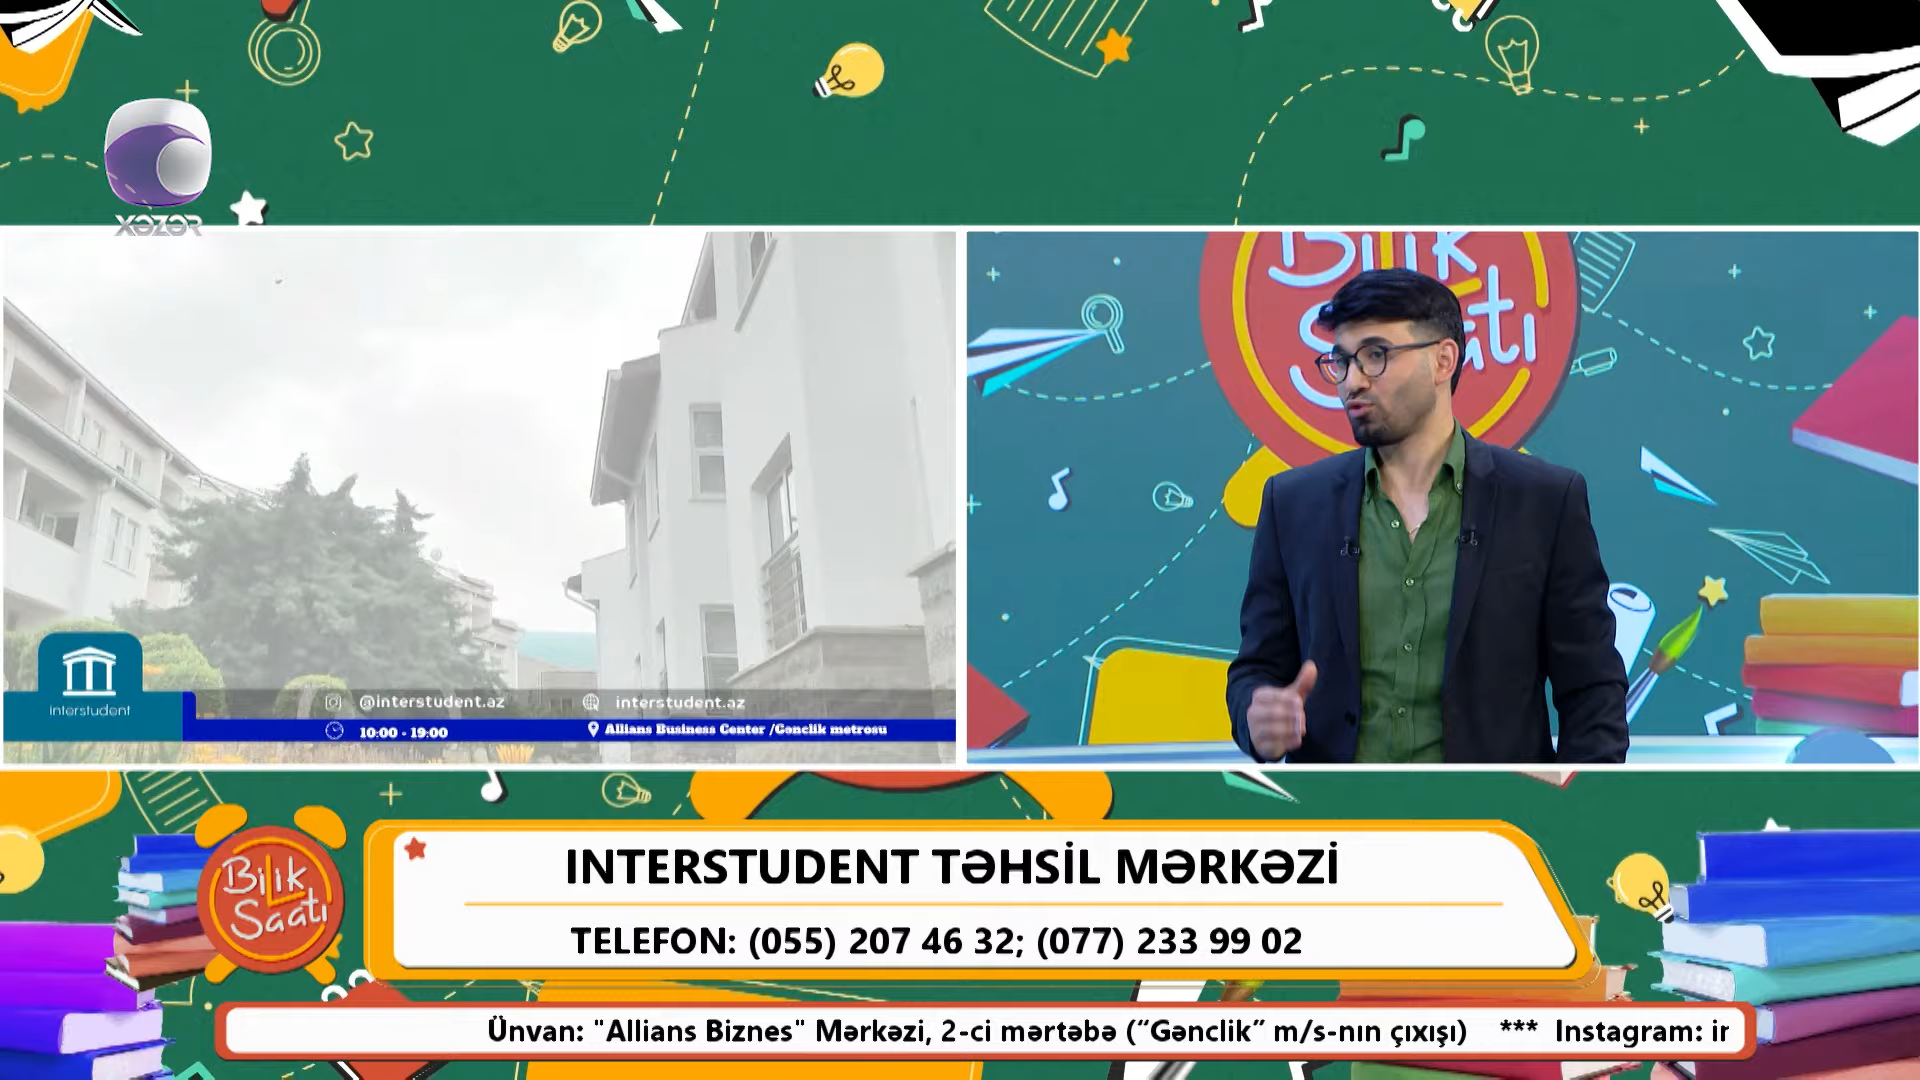 XƏZƏR
Bilik
Saatı
interstudent
@interstudent.az
interstudent.az
10:00 - 19:00
Allians Business Center /Gənclik metrosu
Bilik
Saatı
INTERSTUDENT TƏHSİL MƏRKƏZİ
TELEFON: (055) 207 46 32; (077) 233 99 02
Ünvan: "Allians Biznes" Mərkəzi, 2-ci mərtəbə (“Gənclik” m/s-nın çıxışı) *** Instagram: in